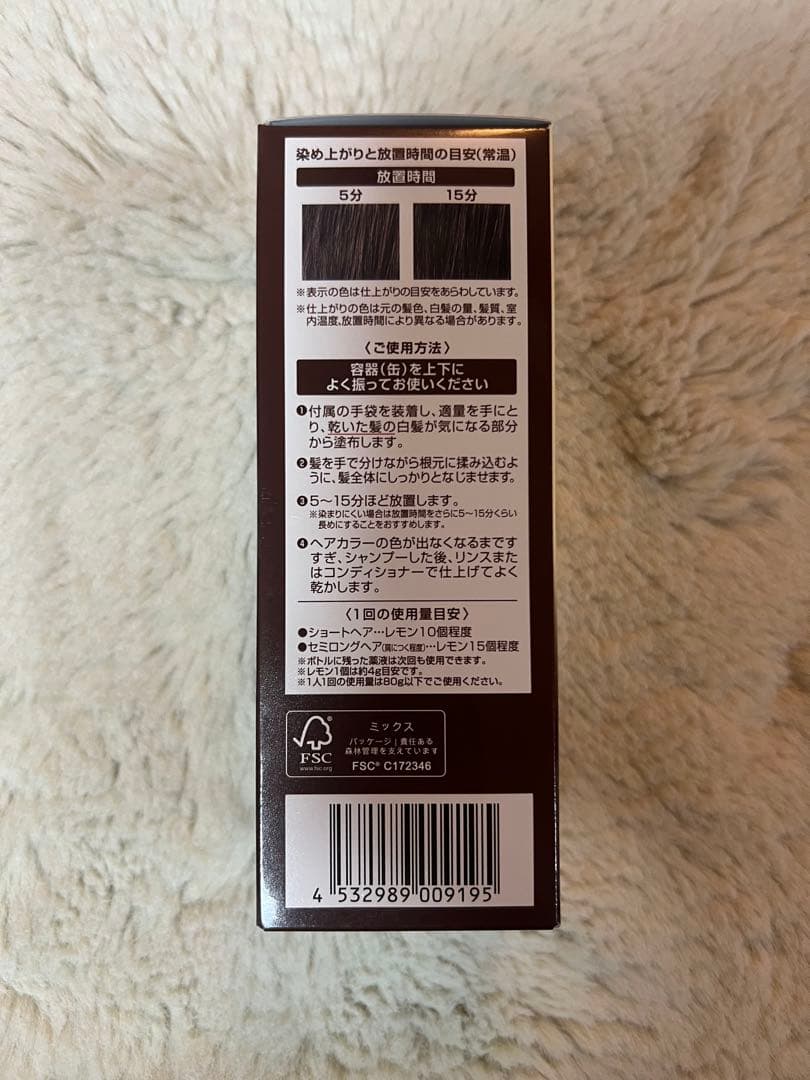 染め上がりと放置時間の目安(常温)
放置時間
5分 15分
※表示の色は仕上がりの目安をあらわしています。
※仕上がりの色は元の髪色、白髪の量、髪質、室
内温度、放置時間により異なる場合があります。
〈ご使用方法〉
容器(缶)を上下に
よく振ってお使いください
❶付属の手袋を装着し、適量を手にと
り、乾いた髪の白髪が気になる部分
から塗布します。
❷髪を手で分けながら根元に揉み込むよ
うに、髪全体にしっかりとなじませます。
❸5〜15分ほど放置します。
※染まりにくい場合は放置時間をさらに5〜15分くらい
長めにすることをおすすめします。
❹ヘアカラーの色が出なくなるまです
すぎ、シャンプーした後、リンスまた
はコンディショナーで仕上げてよく
乾かします。
〈1回の使用量目安〉
●ショートヘア…レモン10個程度
●セミロングヘア(肩につく程度)…レモン15個程度
※ボトルに残った薬液は次回も使用できます。
※レモン1個は約4g目安です。
※1人1回の使用量は80g以下でご使用ください。
FSC
www.fsc.org
ミックス
パッケージ|責任ある
森林管理を支えています
FSC® C172346
4 532989 009195